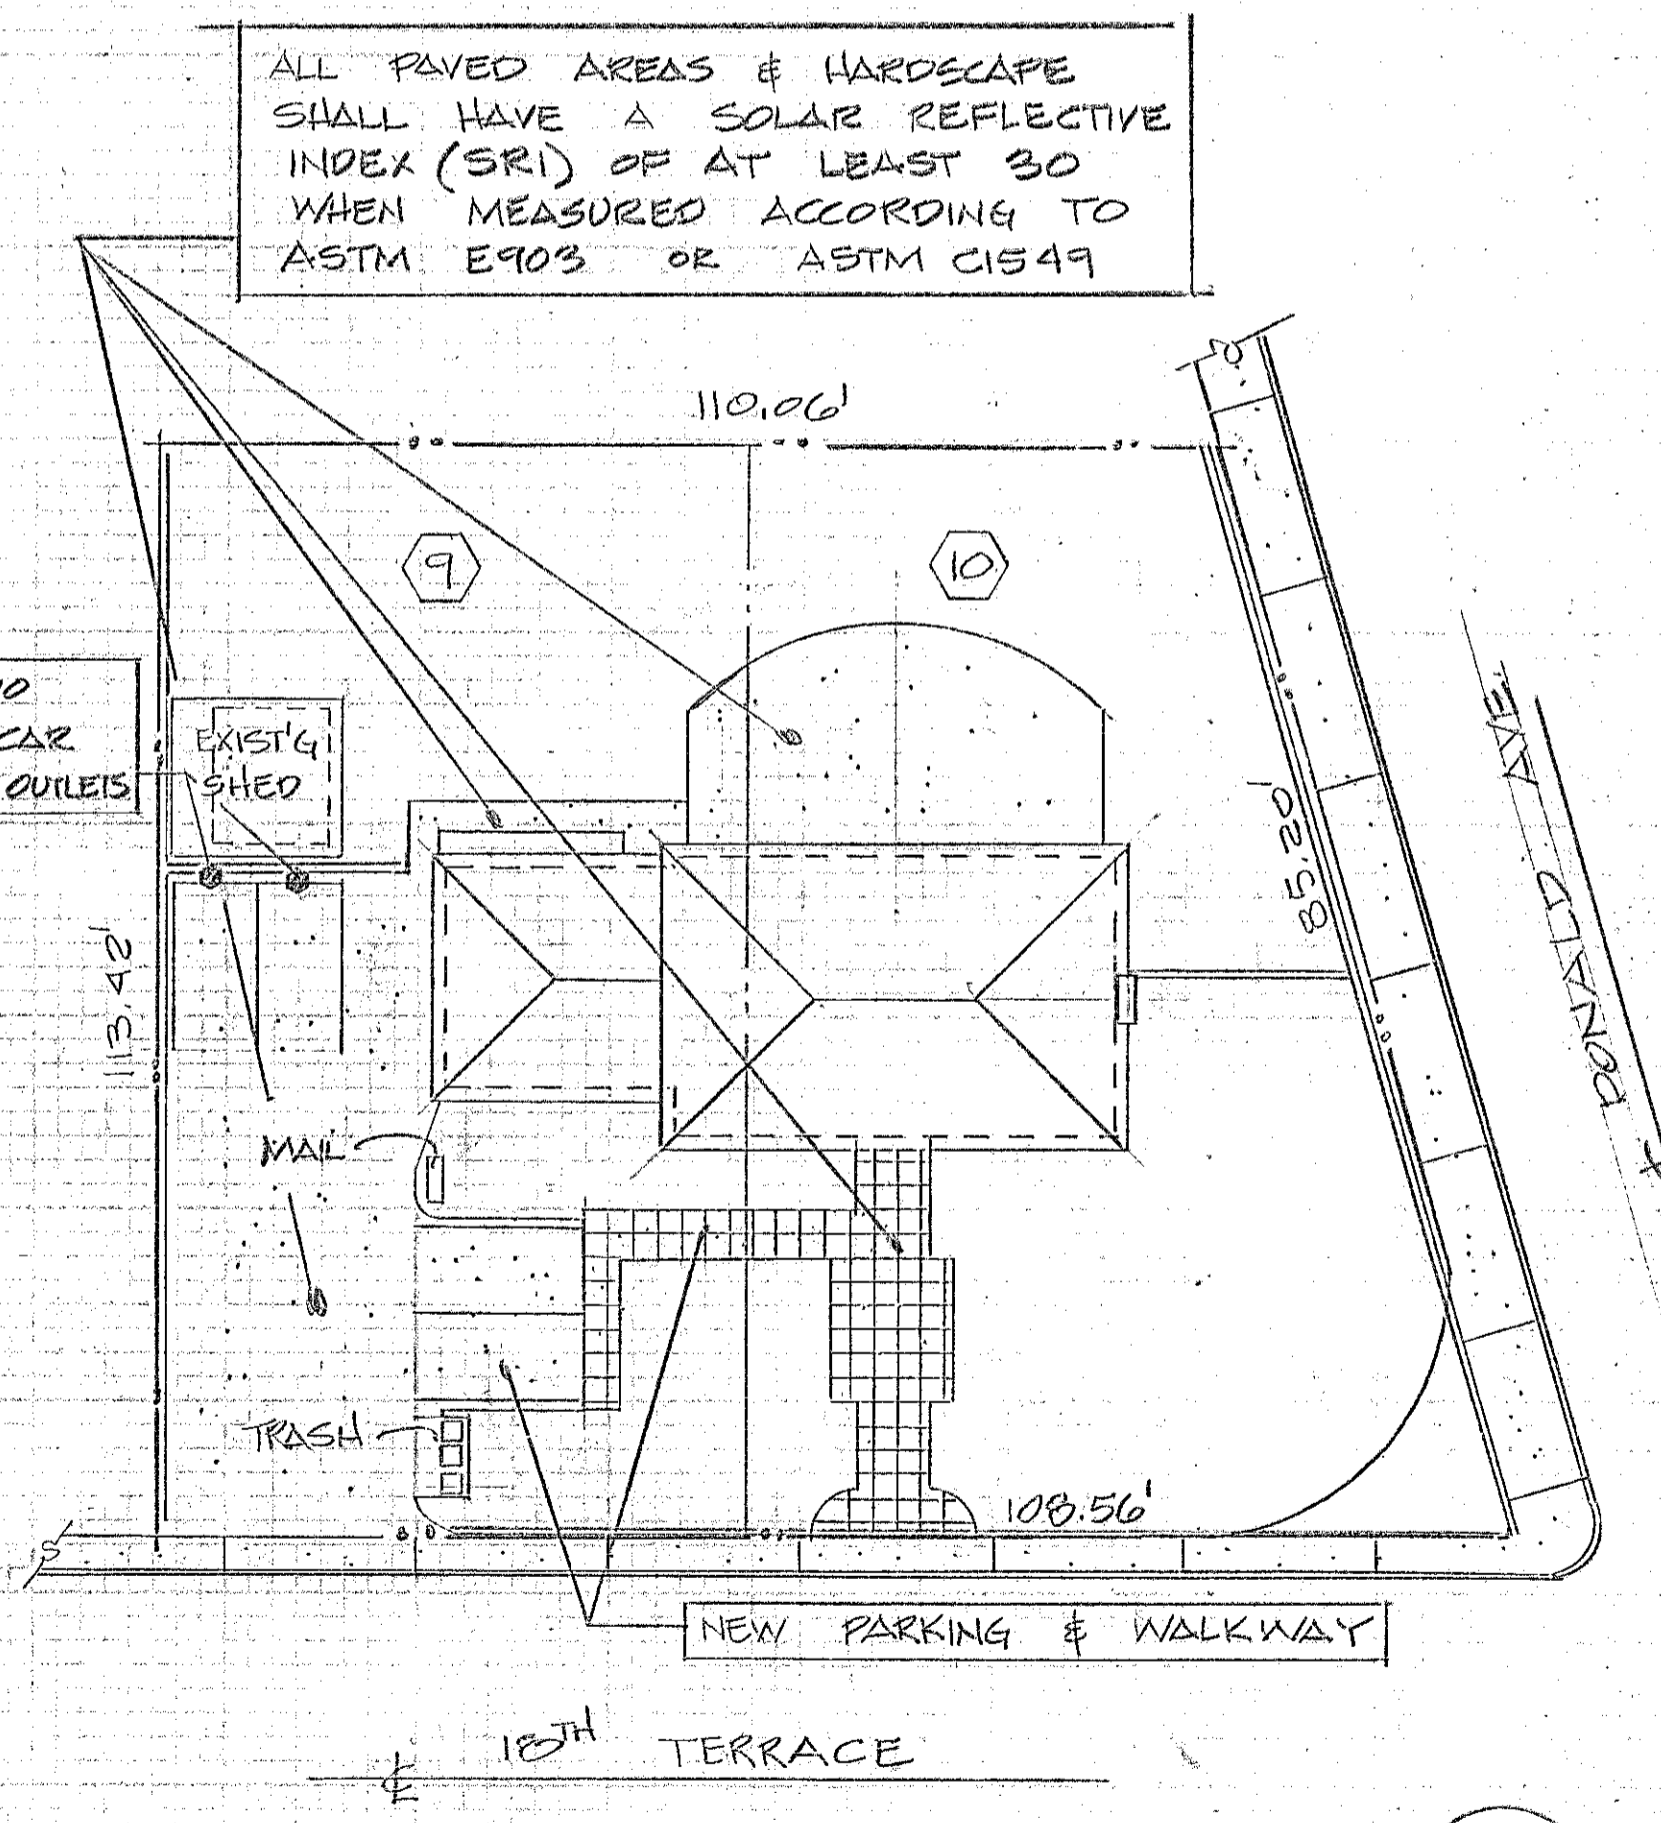 ALL PAVED AREAS & HARDSCAPE
SHALL HAVE A SOLAR REFLECTIVE
INDEX (SRI) OF AT LEAST 30
WHEN MEASURED ACCORDING TO
ASTM E903 OR ASTM C1549
110.06'
9
10
CAR
OUTLETS
EXIST'G
SHED
113.42'
85.20'
DONALD AVE
MAIL
TRASH
108.56'
NEW PARKING & WALKWAY
18TH TERRACE